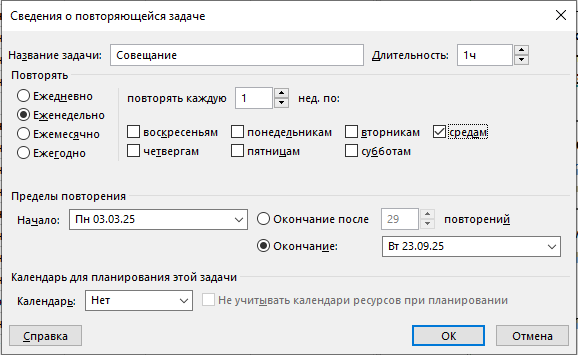 Сведения о повторяющейся задаче
Название задачи: Совещание Длительность: 1ч
Повторять
Ежедневно
Еженедельно
Ежемесячно
Ежегодно
повторять каждую 1 нед. по:
воскресеньям понедельникам вторникам средам
четвергам пятницам субботам
Пределы повторения
Начало: Пн 03.03.25 Окончание после 29 повторений
Окончание: Вт 23.09.25
Календарь для планирования этой задачи
Календарь: Нет Не учитывать календари ресурсов при планировании
Справка ОК Отмена